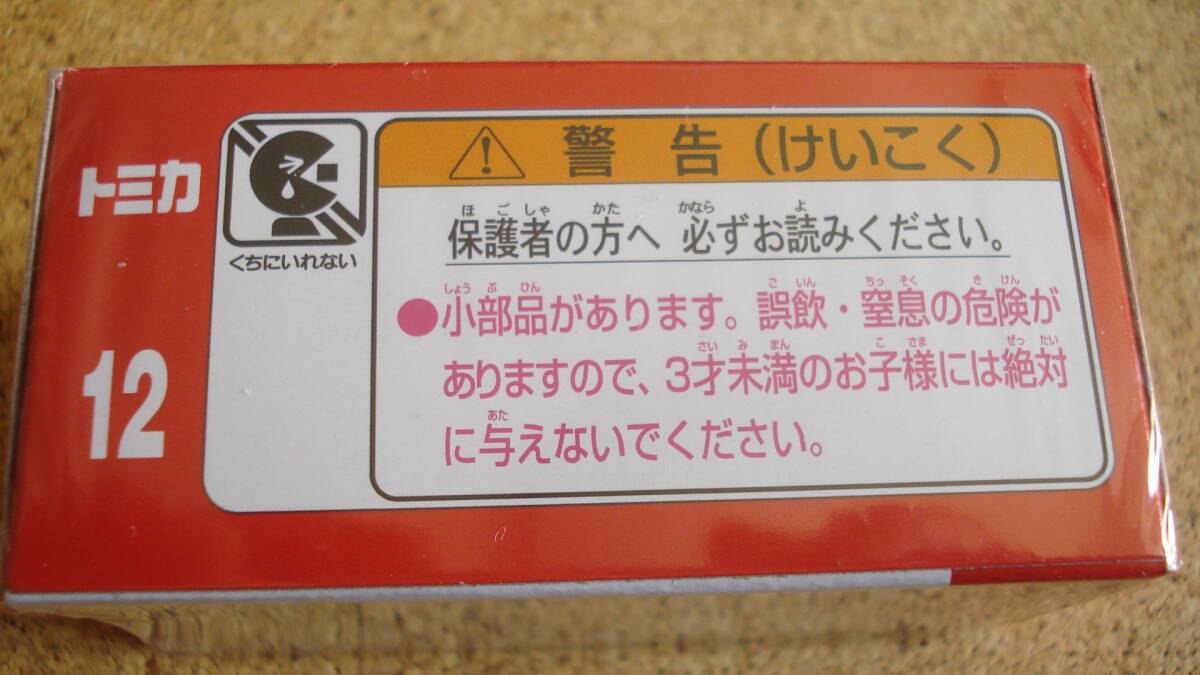 トミカ
12
くちにいれない
警告(けいこく)
ほごしゃ かた かなら よ
保護者の方へ 必ずお読みください。
しょうぶひん ごいん ちっそく きけん
●小部品があります。誤飲・窒息の危険が
さいみまん こさま ぜったい
ありますので、3才未満のお子様には絶対
あた
に与えないでください。